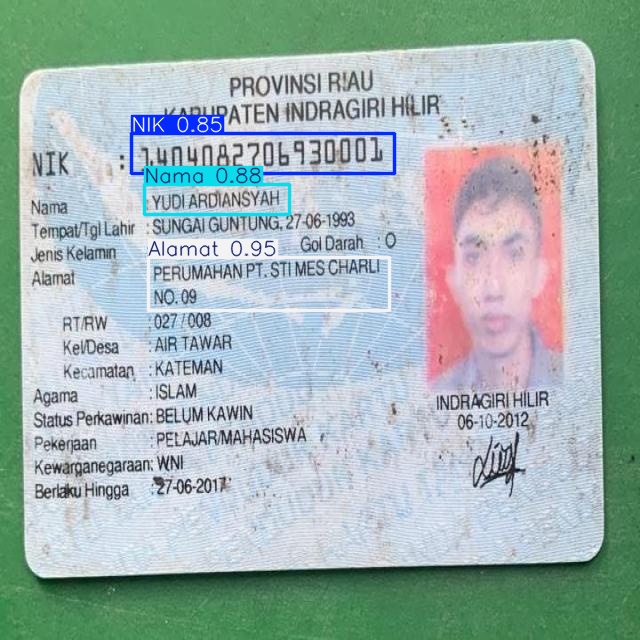 PROVINSI RIAU
KABUPATEN INDRAGIRI HILIR
NIK 0.85
NIK : 1404082706930001
Nama 0.88
Nama : YUDI ARDIANSYAH
Tempat/Tgl Lahir : SUNGAI GUNTUNG, 27-06-1993
Jenis Kelamin Gol Darah : O
Alamat 0.95
Alamat PERUMAHAN PT. STI MES CHARLI
NO. 09
RT/RW : 027 / 008
Kel/Desa : AIR TAWAR
Kecamatan : KATEMAN
Agama : ISLAM
Status Perkawinan: BELUM KAWIN
Pekerjaan : PELAJAR/MAHASISWA
Kewarganegaraan: WNI
Berlaku Hingga : 27-06-2017
INDRAGIRI HILIR
06-10-2012